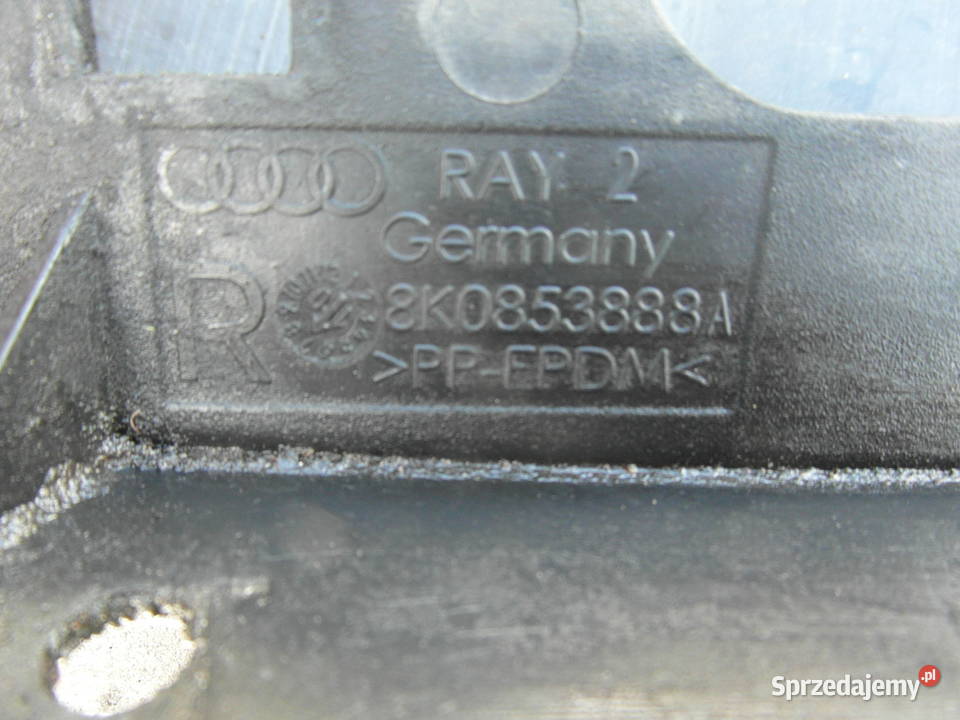 RAY 2
Germany
R 8K0853888A
>PP-EPDM<
Sprzedajemy.pl